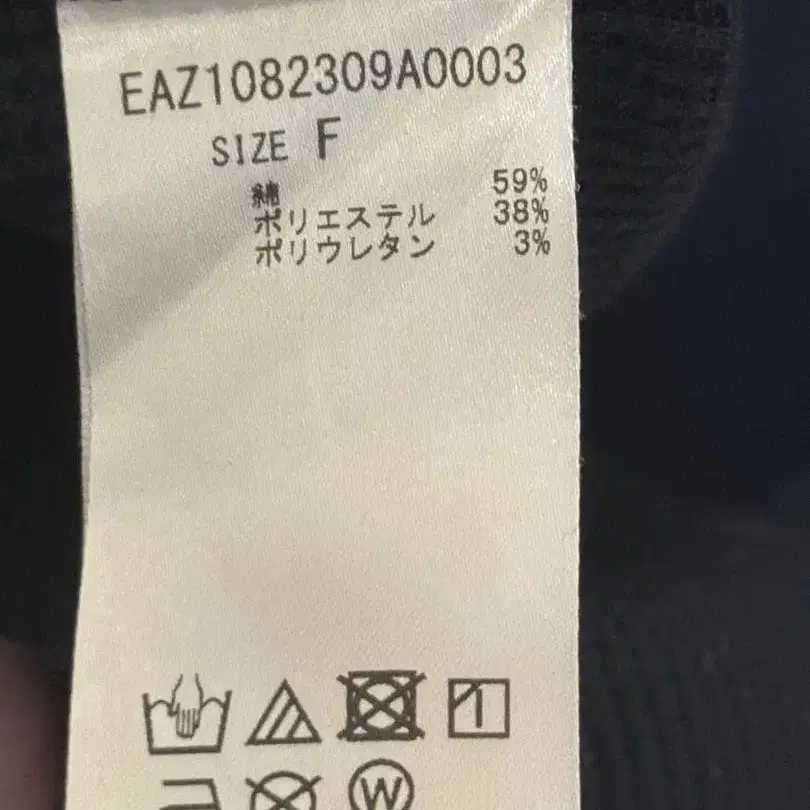 EAZ1082309A0003
SIZE F
綿 59%
ポリエステル 38%
ポリウレタン 3%
W